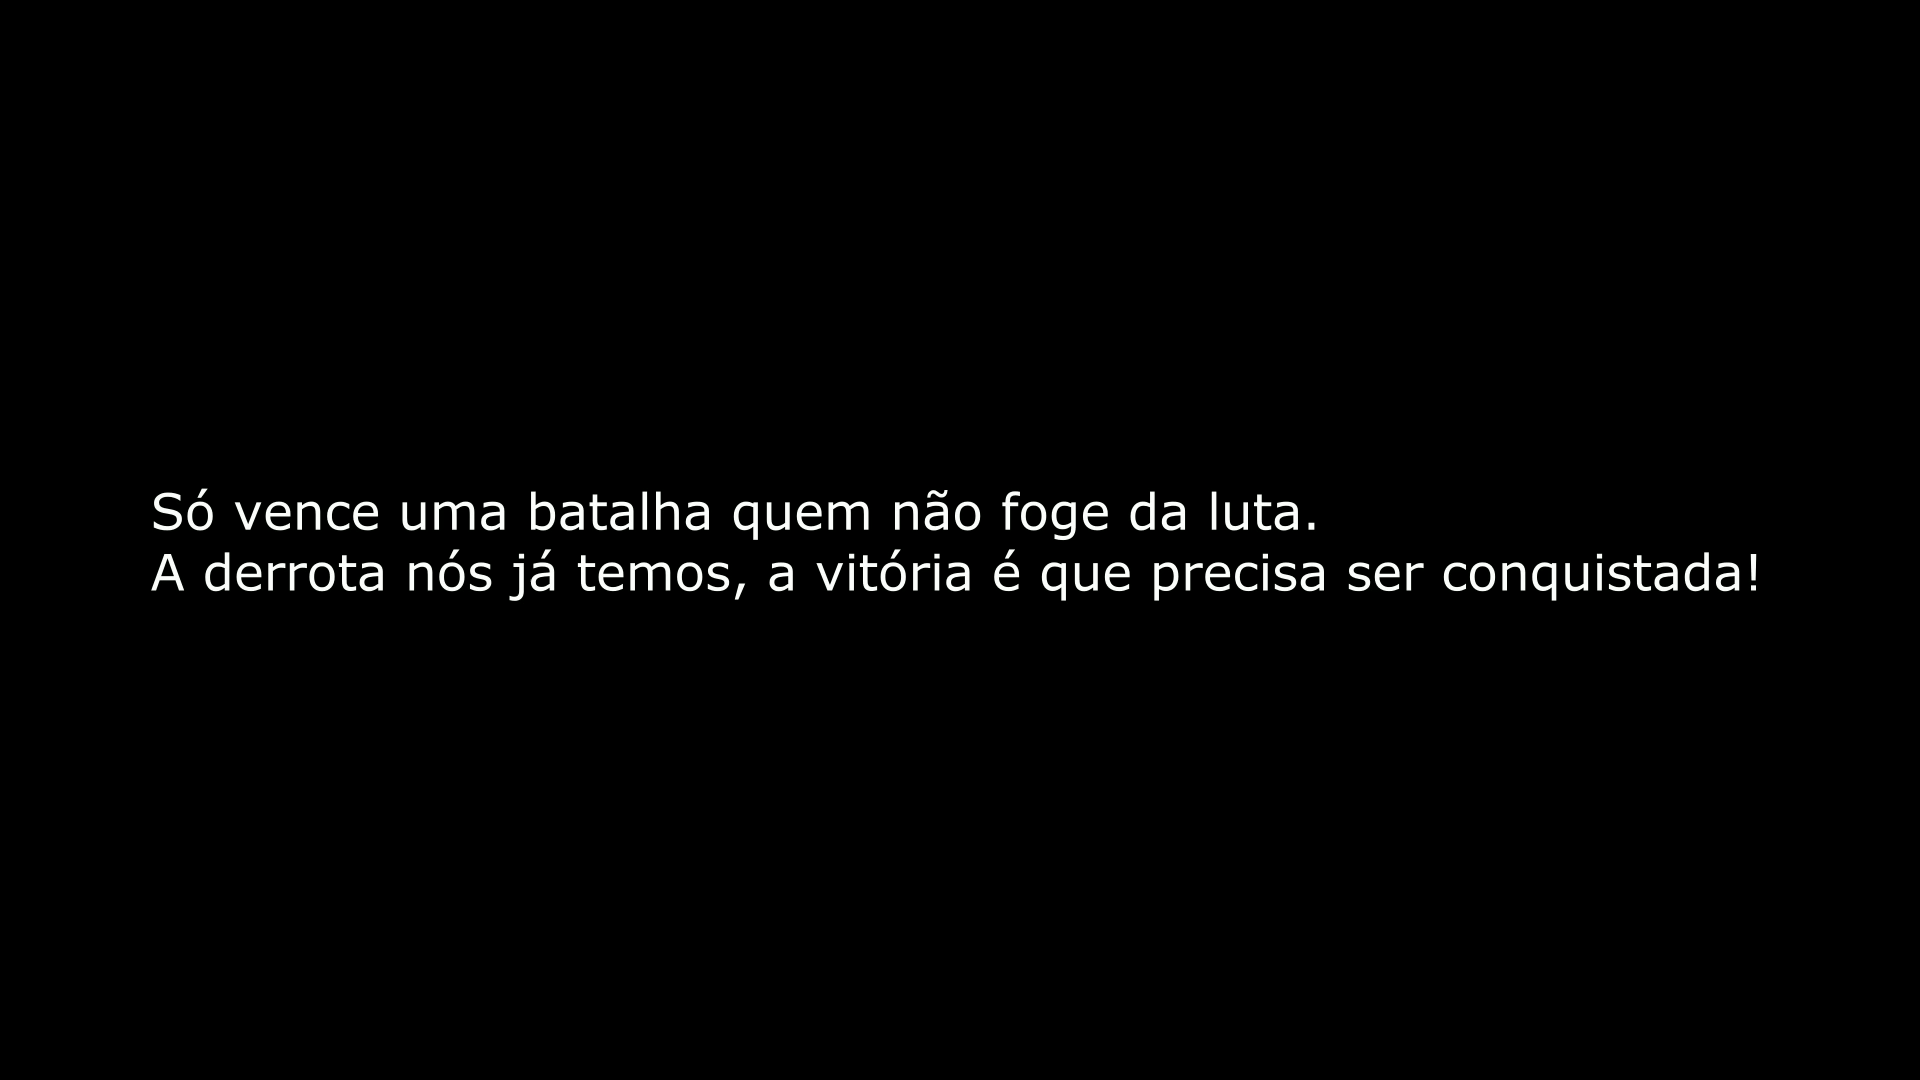 Só vence uma batalha quem não foge da luta.
A derrota nós já temos, a vitória é que precisa ser conquistada!